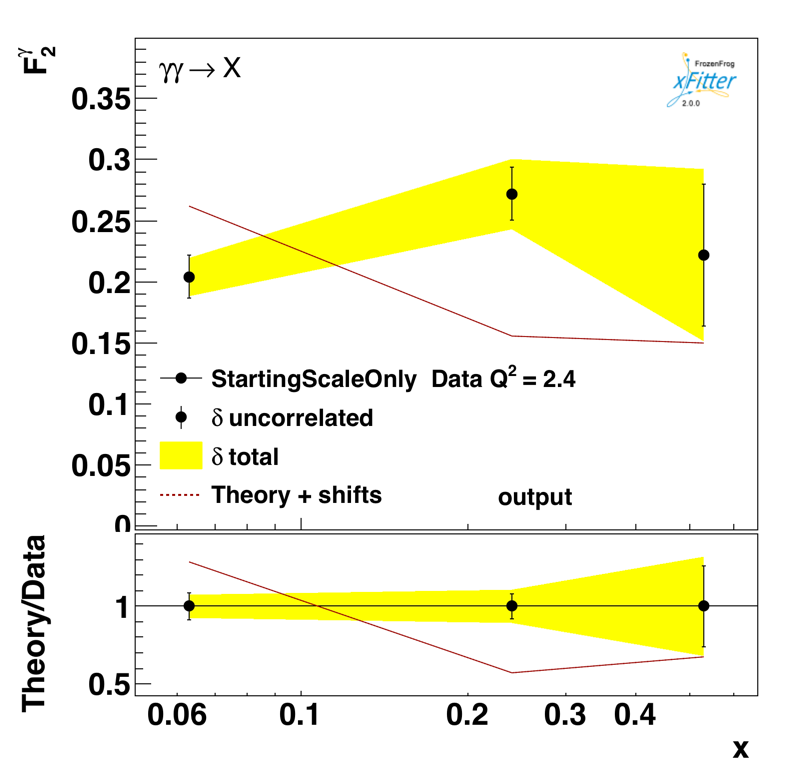 F₂^γ
γγ → X
FrozenFrog
xFitter
2.0.0
0.35
0.3
0.25
0.2
0.15
0.1
0.05
0
StartingScaleOnly Data Q² = 2.4
δ uncorrelated
δ total
Theory + shifts output
Theory/Data
1
0.5
0.06 0.1 0.2 0.3 0.4
x